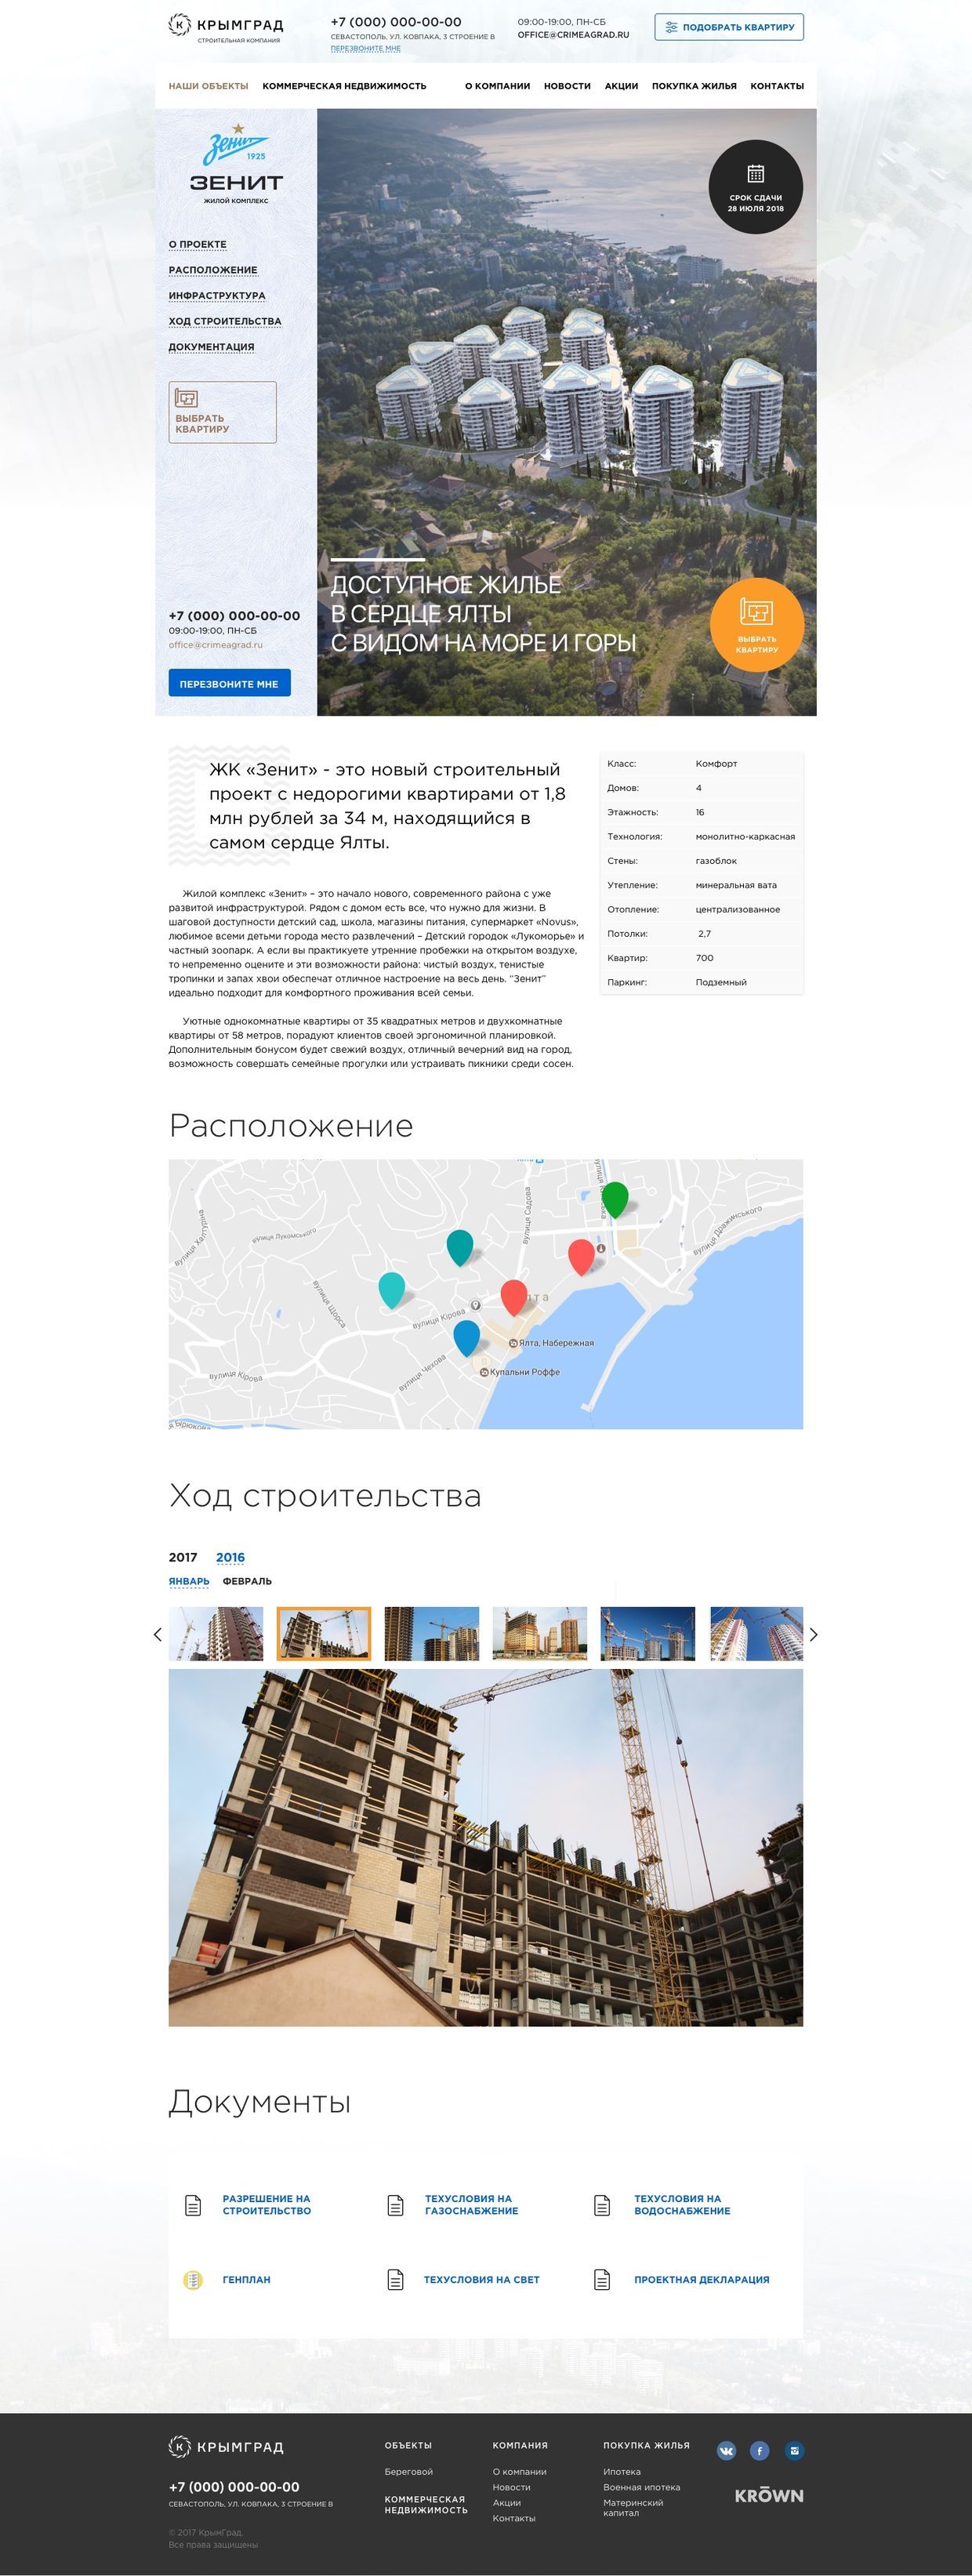 КРЫМГРАД
СТРОИТЕЛЬНАЯ КОМПАНИЯ
+7 (000) 000-00-00
СЕВАСТОПОЛЬ, УЛ. КОВПАКА, 3 СТРОЕНИЕ В
ПЕРЕЗВОНИТЕ МНЕ
09:00-19:00, ПН-СБ
OFFICE@CRIMEAGRAD.RU
ПОДОБРАТЬ КВАРТИРУ
НАШИ ОБЪЕКТЫ
КОММЕРЧЕСКАЯ НЕДВИЖИМОСТЬ
О КОМПАНИИ
НОВОСТИ
АКЦИИ
ПОКУПКА ЖИЛЬЯ
КОНТАКТЫ
Зенит
1925
ЗЕНИТ
ЖИЛОЙ КОМПЛЕКС
О ПРОЕКТЕ
РАСПОЛОЖЕНИЕ
ИНФРАСТРУКТУРА
ХОД СТРОИТЕЛЬСТВА
ДОКУМЕНТАЦИЯ
ВЫБРАТЬ
КВАРТИРУ
+7 (000) 000-00-00
09:00-19:00, ПН-СБ
office@crimeagrad.ru
ПЕРЕЗВОНИТЕ МНЕ
СРОК СДАЧИ
28 ИЮЛЯ 2018
ДОСТУПНОЕ ЖИЛЬЕ
В СЕРДЦЕ ЯЛТЫ
С ВИДОМ НА МОРЕ И ГОРЫ
ВЫБРАТЬ
КВАРТИРУ
ЖК «Зенит» - это новый строительный
проект с недорогими квартирами от 1,8
млн рублей за 34 м, находящийся в
самом сердце Ялты.
Жилой комплекс «Зенит» – это начало нового, современного района с уже
развитой инфраструктурой. Рядом с домом есть все, что нужно для жизни. В
шаговой доступности детский сад, школа, магазины питания, супермаркет «Novus»,
любимое всеми детьми города место развлечений – Детский городок «Лукоморье» и
частный зоопарк. А если вы практикуете утренние пробежки на открытом воздухе,
то непременно оцените и эти возможности района: чистый воздух, тенистые
тропинки и запах хвои обеспечат отличное настроение на весь день. “Зенит”
идеально подходит для комфортного проживания всей семьи.
Уютные однокомнатные квартиры от 35 квадратных метров и двухкомнатные
квартиры от 58 метров, порадуют клиентов своей эргономичной планировкой.
Дополнительным бонусом будет свежий воздух, отличный вечерний вид на город,
возможность совершать семейные прогулки или устраивать пикники среди сосен.
Класс: Комфорт
Домов: 4
Этажность: 16
Технология: монолитно-каркасная
Стены: газоблок
Утепление: минеральная вата
Отопление: централизованное
Потолки: 2,7
Квартир: 700
Паркинг: Подземный
Расположение
вулиця Садова
вулиця Дражинського
вулиця Щорса
вулиця Кірова
лта
Ялта, Набережная
вулиця Чехова
Купальни Роффе
вулиця Кірова
Ход строительства
2017 2016
ЯНВАРЬ ФЕВРАЛЬ
Документы
РАЗРЕШЕНИЕ НА
СТРОИТЕЛЬСТВО
ТЕХУСЛОВИЯ НА
ГАЗОСНАБЖЕНИЕ
ТЕХУСЛОВИЯ НА
ВОДОСНАБЖЕНИЕ
ГЕНПЛАН
ТЕХУСЛОВИЯ НА СВЕТ
ПРОЕКТНАЯ ДЕКЛАРАЦИЯ
КРЫМГРАД
+7 (000) 000-00-00
СЕВАСТОПОЛЬ, УЛ. КОВПАКА, 3 СТРОЕНИЕ В
© 2017 КрымГрад.
Все права защищены
ОБЪЕКТЫ
Береговой
КОММЕРЧЕСКАЯ
НЕДВИЖИМОСТЬ
КОМПАНИЯ
О компании
Новости
Акции
Контакты
ПОКУПКА ЖИЛЬЯ
Ипотека
Военная ипотека
Материнский
капитал
KRŌWN